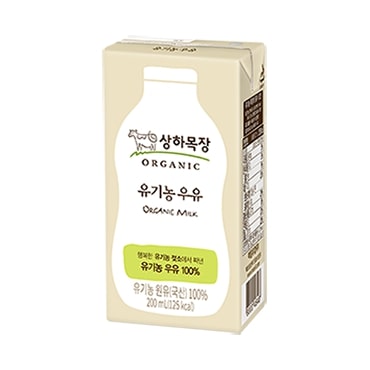 상하목장
ORGANIC
유기농우유
ORGANIC MILK
행복한 유기농 젖소에서 짜낸
유기농 우유 100%
유기농 원유(국산) 100%
200 mL(125 kcal)